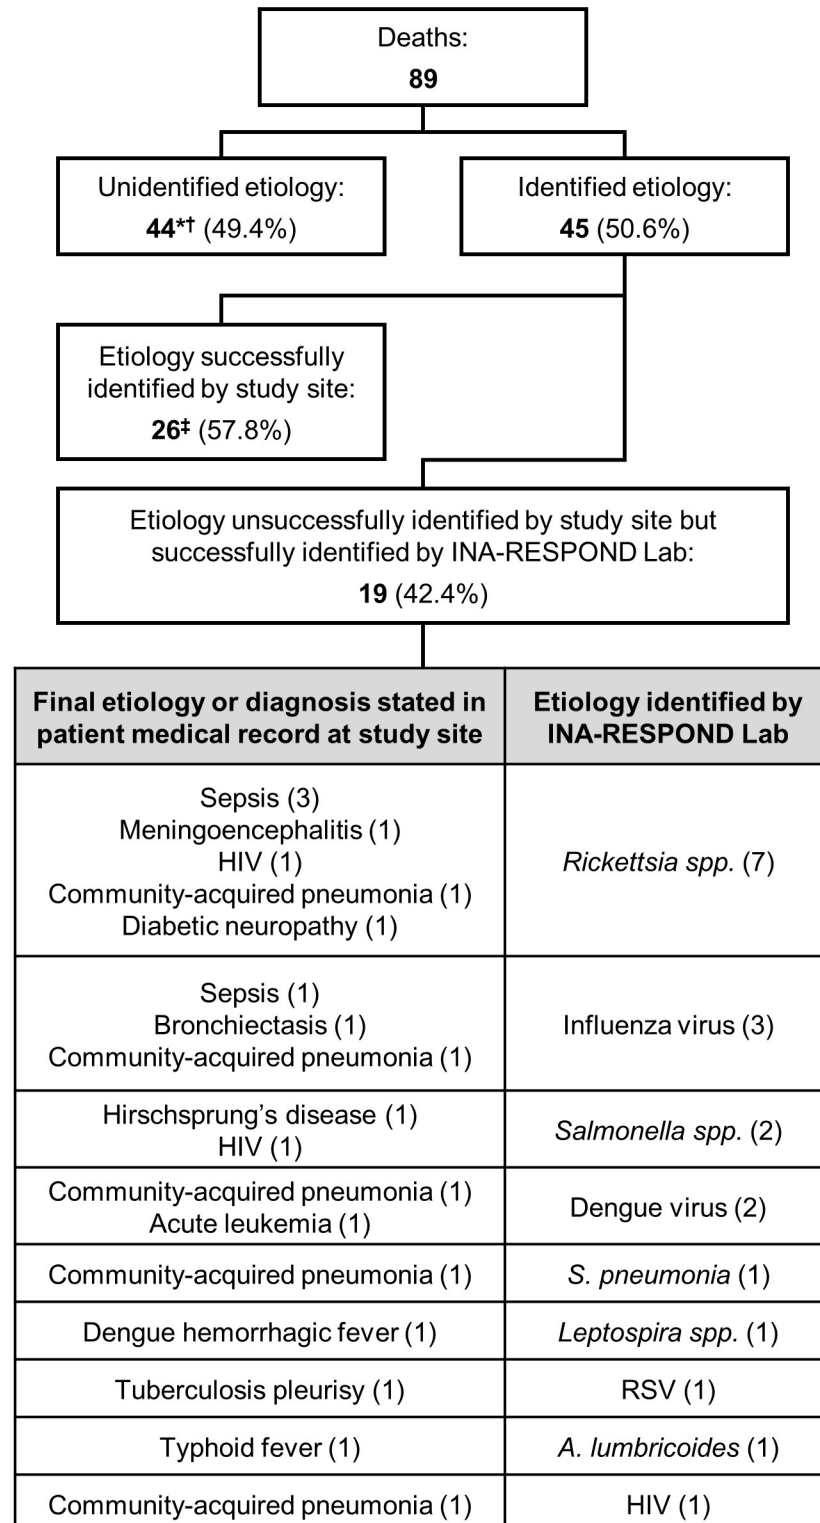 Deaths:
89
Unidentified etiology:
44*† (49.4%)
Identified etiology:
45 (50.6%)
Etiology successfully
identified by study site:
26‡ (57.8%)
Etiology unsuccessfully identified by study site but
successfully identified by INA-RESPOND Lab:
19 (42.4%)
Final etiology or diagnosis stated in
patient medical record at study site
Etiology identified by
INA-RESPOND Lab
Sepsis (3)
Meningoencephalitis (1)
HIV (1)
Community-acquired pneumonia (1)
Diabetic neuropathy (1)
Rickettsia spp. (7)
Sepsis (1)
Bronchiectasis (1)
Community-acquired pneumonia (1)
Influenza virus (3)
Hirschsprung’s disease (1)
HIV (1)
Salmonella spp. (2)
Community-acquired pneumonia (1)
Acute leukemia (1)
Dengue virus (2)
Community-acquired pneumonia (1)
S. pneumonia (1)
Dengue hemorrhagic fever (1)
Leptospira spp. (1)
Tuberculosis pleurisy (1)
RSV (1)
Typhoid fever (1)
A. lumbricoides (1)
Community-acquired pneumonia (1)
HIV (1)